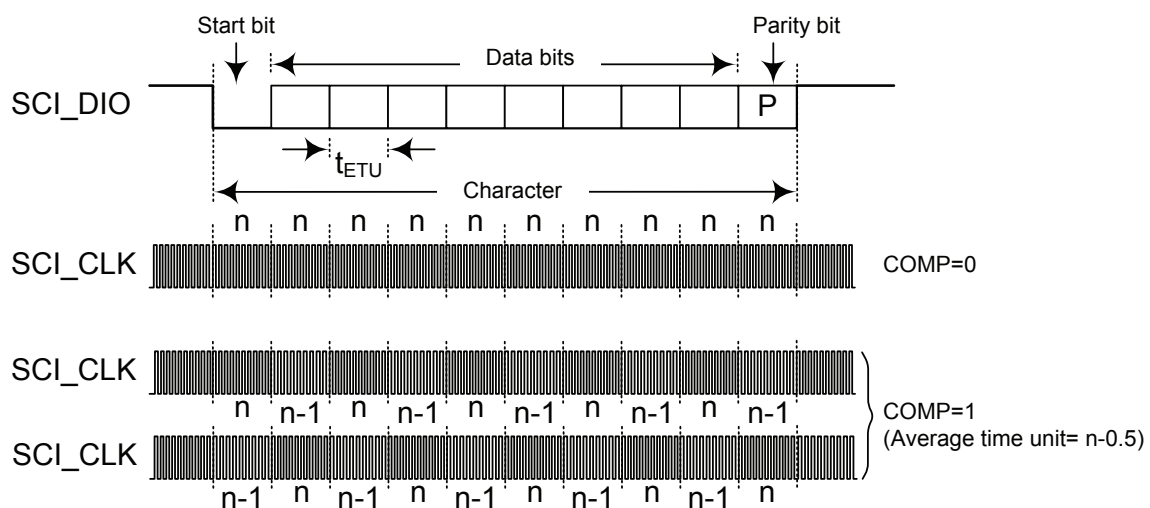 Start bit
Parity bit
Data bits
SCI_DIO
P
tETU
Character
n n n n n n n n n n
SCI_CLK
COMP=0
SCI_CLK
n n-1 n n-1 n n-1 n n-1 n n-1
COMP=1
(Average time unit= n-0.5)
SCI_CLK
n-1 n n-1 n n-1 n n-1 n n-1 n